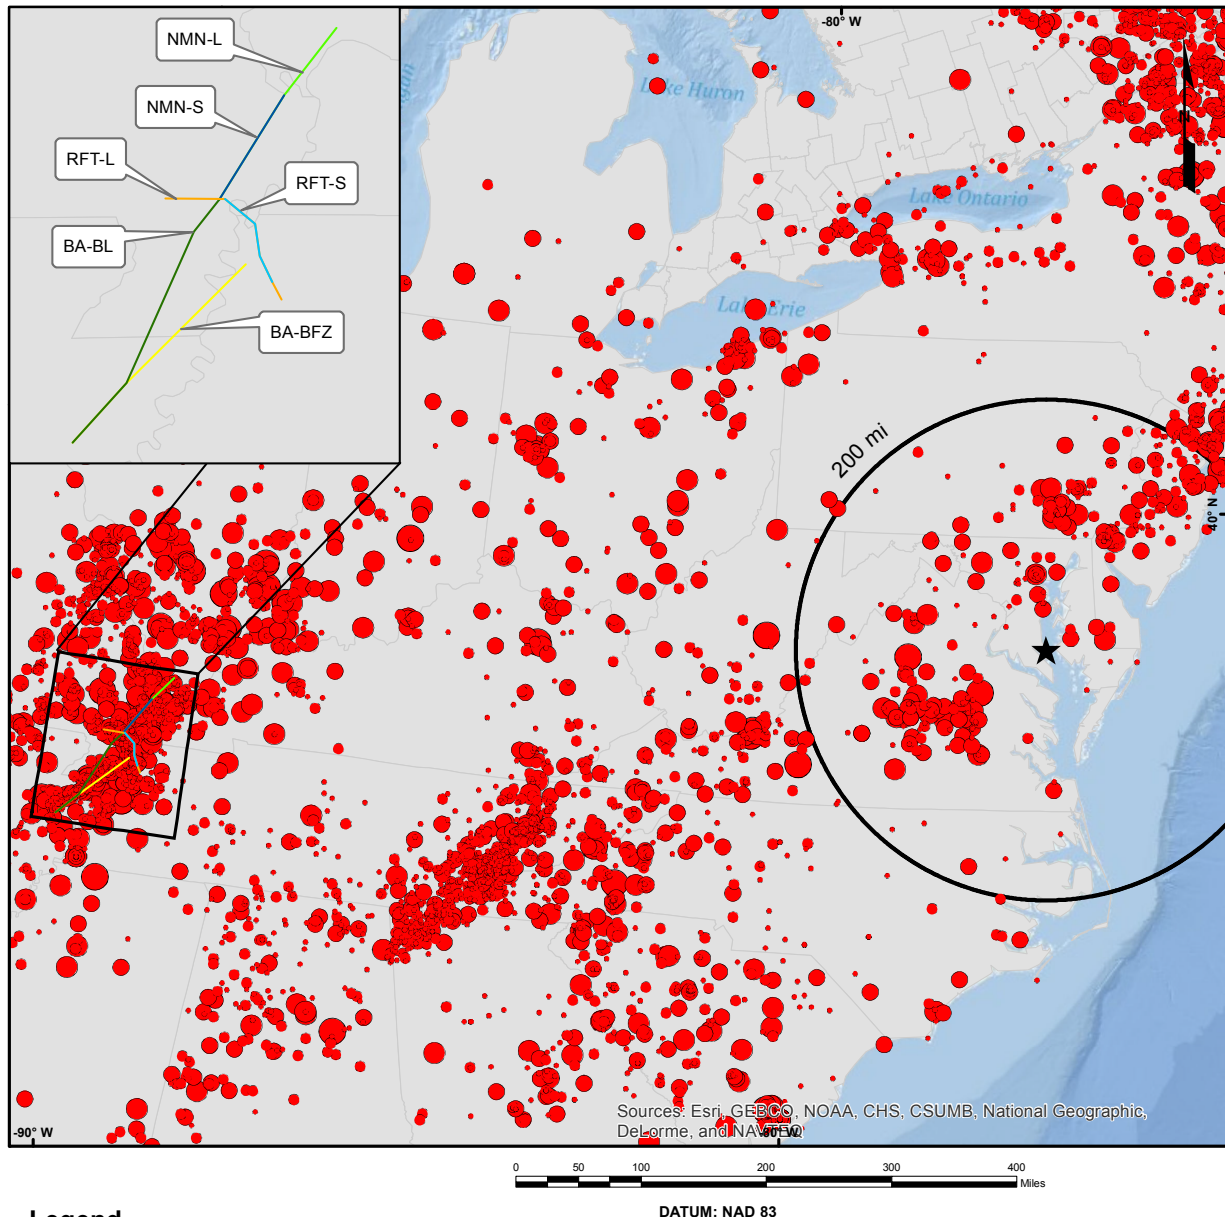 -80° W
NMN-L
NMN-S
RFT-L
RFT-S
BA-BL
BA-BFZ
Lake Huron
Lake Ontario
Lake Erie
N
200 mi
40° N
Sources: Esri, GEBCO, NOAA, CHS, CSUMB, National Geographic,
DeLorme, and NAVTEQ
-90° W
-80° W
0 50 100 200 300 400
Miles
DATUM: NAD 83
Legend